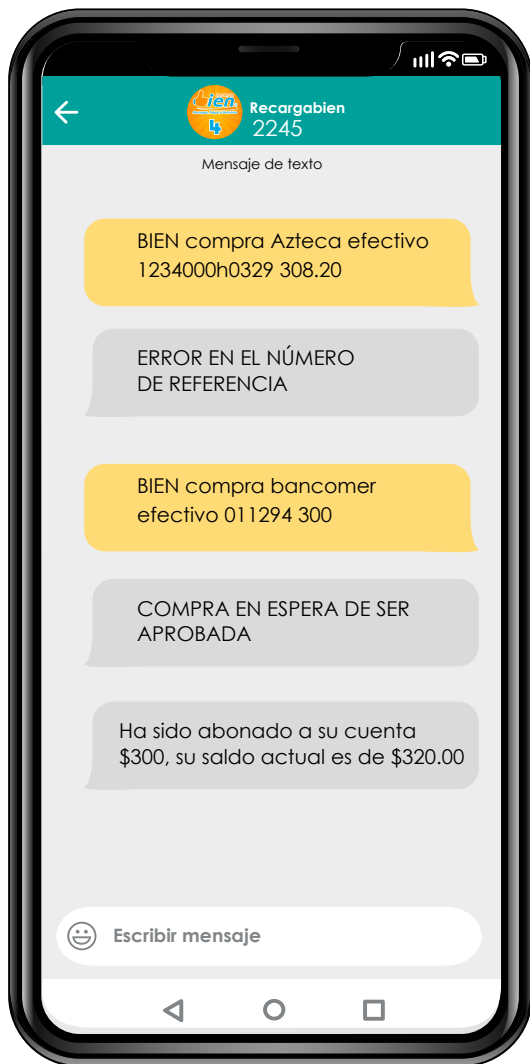 bien
4
Recargabien
2245
Mensaje de texto
BIEN compra Azteca efectivo
1234000h0329 308.20
ERROR EN EL NÚMERO
DE REFERENCIA
BIEN compra bancomer
efectivo 011294 300
COMPRA EN ESPERA DE SER
APROBADA
Ha sido abonado a su cuenta
$300, su saldo actual es de $320.00
Escribir mensaje